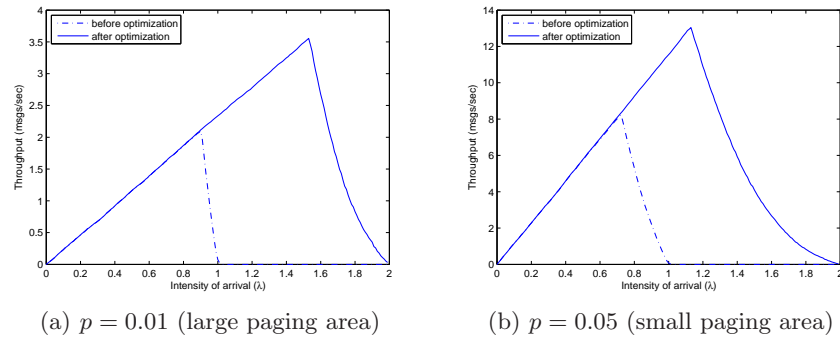 before optimization
after optimization
Throughput (msgs/sec)
4
3.5
3
2.5
2
1.5
1
0.5
0
0 0.2 0.4 0.6 0.8 1 1.2 1.4 1.6 1.8 2
Intensity of arrival (λ)
(a) p = 0.01 (large paging area)
before optimization
after optimization
Throughput (msgs/sec)
14
12
10
8
6
4
2
0
0 0.2 0.4 0.6 0.8 1 1.2 1.4 1.6 1.8 2
Intensity of arrival (λ)
(b) p = 0.05 (small paging area)